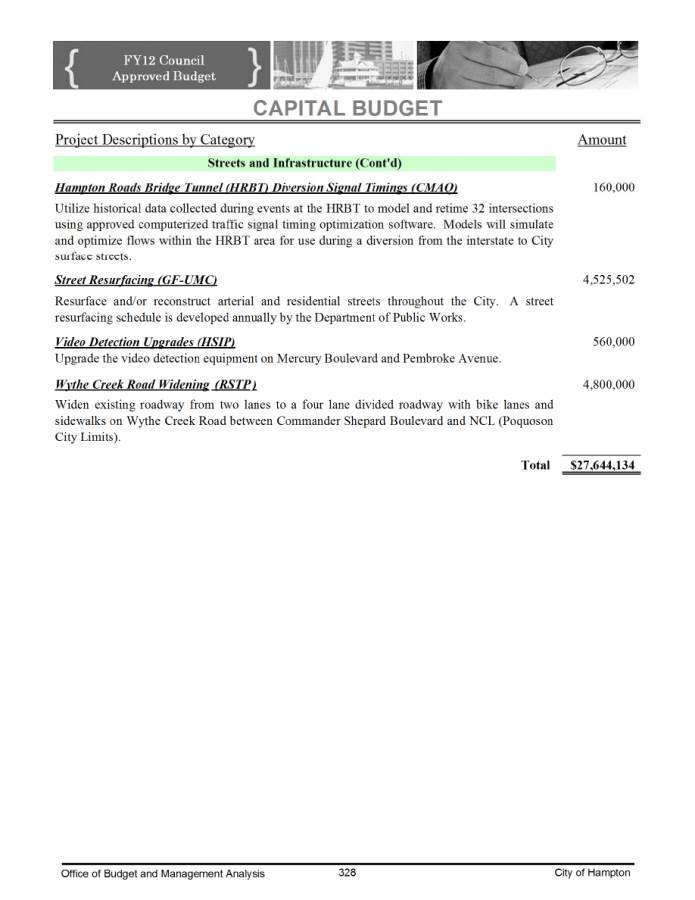 FY12 Council
Approved Budget
CAPITAL BUDGET
Project Descriptions by Category Amount
Streets and Infrastructure (Cont'd)
Hampton Roads Bridge Tunnel (HRBT) Diversion Signal Timings (CMAQ) 160,000
Utilize historical data collected during events at the HRBT to model and retime 32 intersections
using approved computerized traffic signal timing optimization software. Models will simulate
and optimize flows within the HRBT area for use during a diversion from the interstate to City
surface streets.
Street Resurfacing (GF-UMC) 4,525,502
Resurface and/or reconstruct arterial and residential streets throughout the City. A street
resurfacing schedule is developed annually by the Department of Public Works.
Video Detection Upgrades (HSIP) 560,000
Upgrade the video detection equipment on Mercury Boulevard and Pembroke Avenue.
Wythe Creek Road Widening (RSTP) 4,800,000
Widen existing roadway from two lanes to a four lane divided roadway with bike lanes and
sidewalks on Wythe Creek Road between Commander Shepard Boulevard and NCL (Poquoson
City Limits).
Total $27,644,134
Office of Budget and Management Analysis 328 City of Hampton